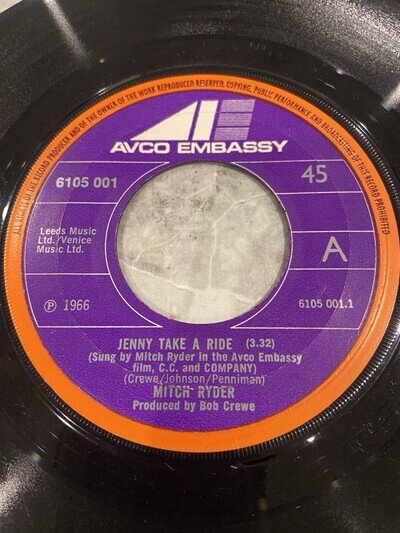 ALL RIGHTS OF THE RECORD PRODUCER AND OF THE OWNER OF THE WORK REPRODUCED RESERVED. COPYING, PUBLIC PERFORMANCE AND BROADCASTING OF THIS RECORD PROHIBITED
AE
AVCO EMBASSY
6105 001
45
Leeds Music
Ltd./Venice
Music Ltd.
A
Ⓟ 1966
6105 001.1
JENNY TAKE A RIDE (3.32)
(Sung by Mitch Ryder in the Avco Embassy
film, C.C. and COMPANY)
(Crewe/Johnson/Penniman)
MITCH RYDER
Produced by Bob Crewe